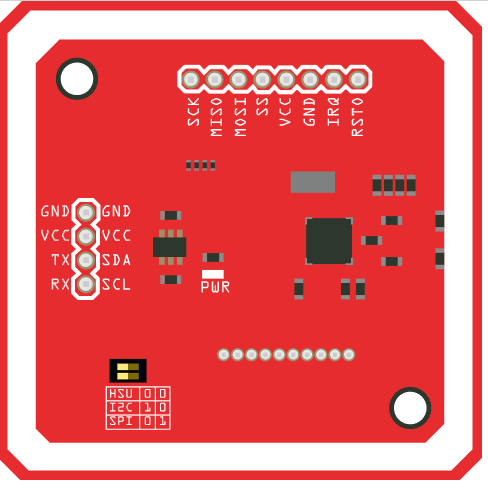 SCK MISO MOSI SS VCC GND IRQ RSTO
GND GND
VCC VCC
TX SDA
RX SCL
PWR
HSU 0 0
I2C 1 0
SPI 0 1